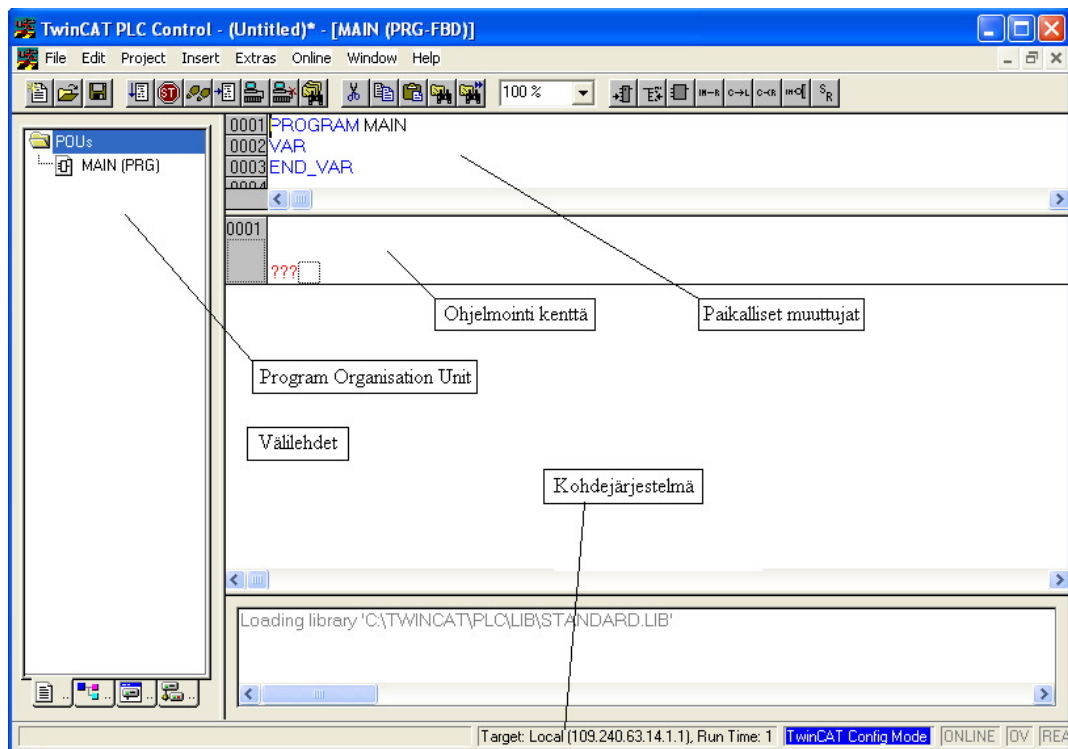 TwinCAT PLC Control - (Untitled)* - [MAIN (PRG-FBD)]
File Edit Project Insert Extras Online Window Help
100 %
POUs
MAIN (PRG)
0001 PROGRAM MAIN
0002 VAR
0003 END_VAR
0004
0001
???
Ohjelmointi kenttä
Paikalliset muuttujat
Program Organisation Unit
Välilehdet
Kohdejärjestelmä
Loading library 'C:\TWINCAT\PLC\LIB\STANDARD.LIB'
Target: Local (109.240.63.14.1.1), Run Time: 1 TwinCAT Config Mode ONLINE OV REA